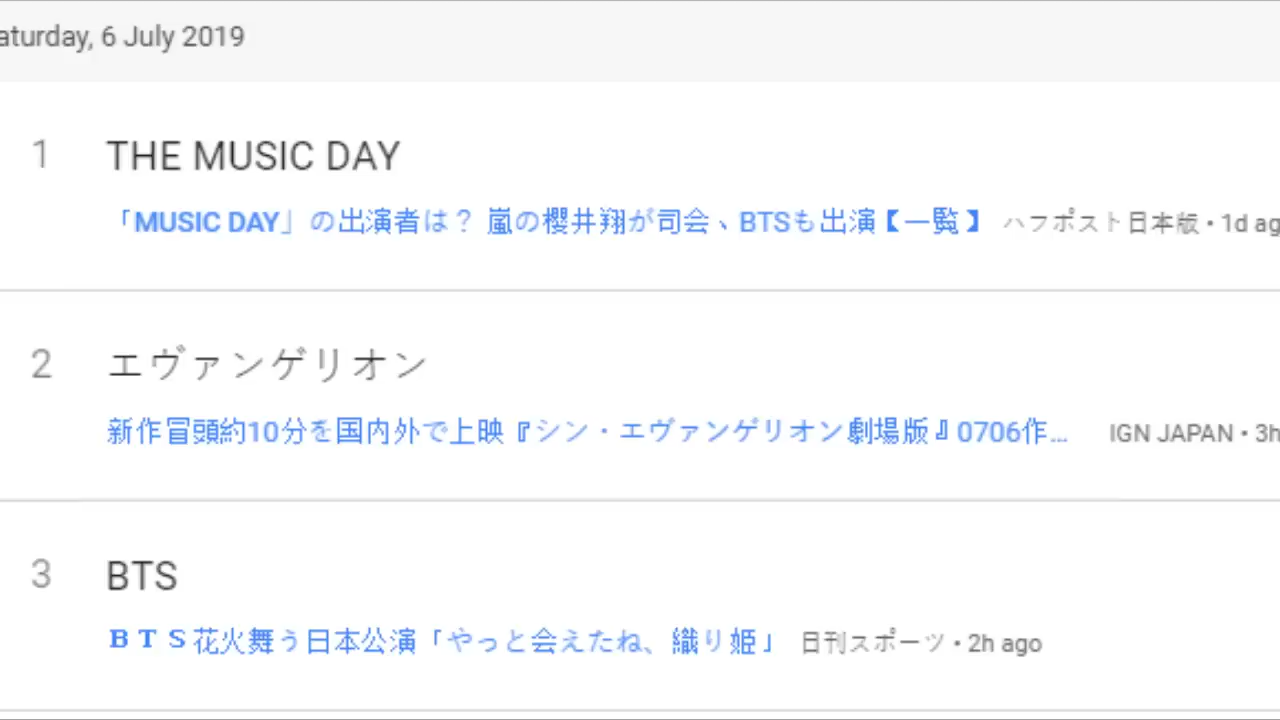 aturday, 6 July 2019
1 THE MUSIC DAY
「MUSIC DAY」の出演者は？ 嵐の櫻井翔が司会、BTSも出演【一覧】 ハフポスト日本版・1d ag
2 エヴァンゲリオン
新作冒頭約10分を国内外で上映『シン・エヴァンゲリオン劇場版』0706作… IGN JAPAN・3h
3 BTS
ＢＴＳ花火舞う日本公演「やっと会えたね、織り姫」 日刊スポーツ・2h ago